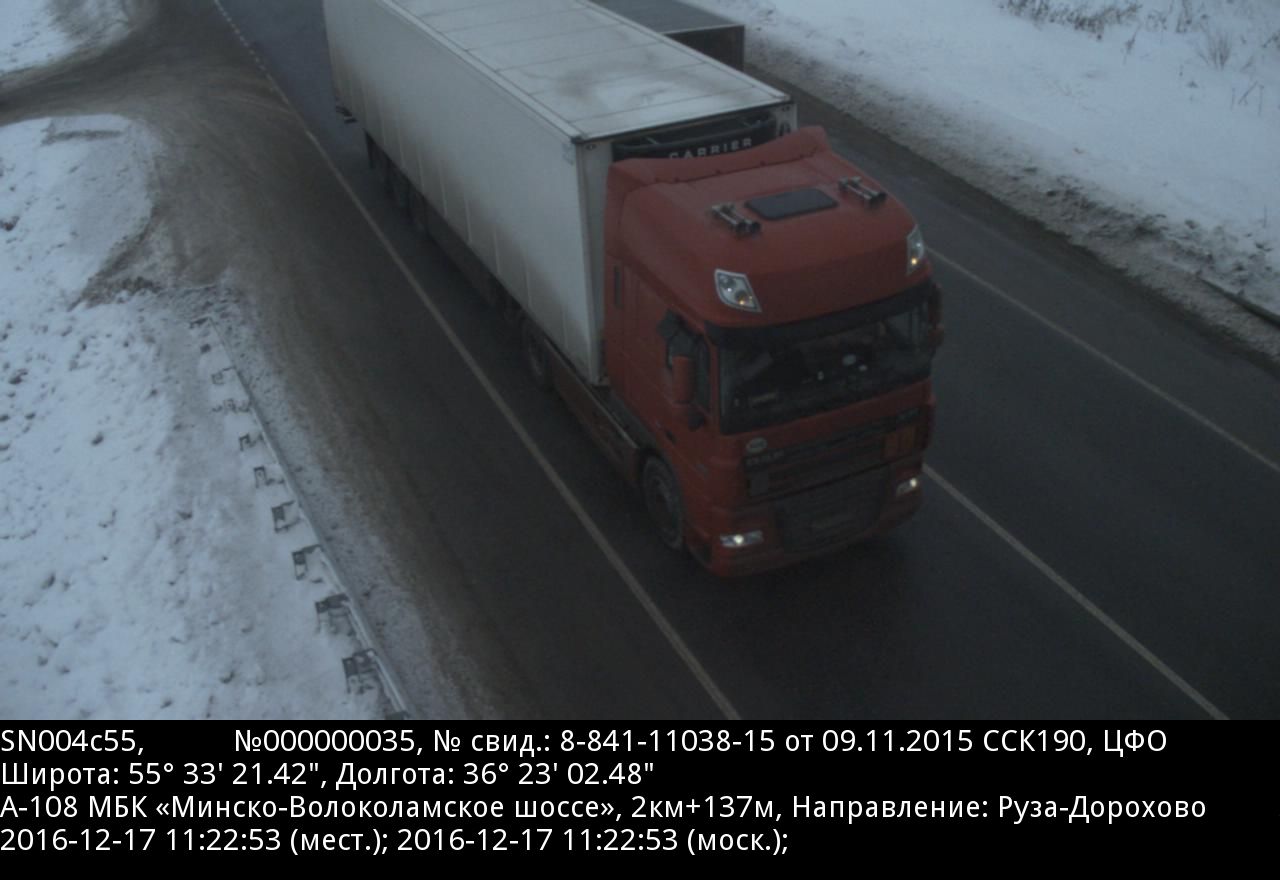 CARRIER
DAF
SN004c55, №000000035, № свид.: 8-841-11038-15 от 09.11.2015 ССК190, ЦФО
Широта: 55° 33' 21.42", Долгота: 36° 23' 02.48"
А-108 МБК «Минско-Волоколамское шоссе», 2км+137м, Направление: Руза-Дорохово
2016-12-17 11:22:53 (мест.); 2016-12-17 11:22:53 (моск.);